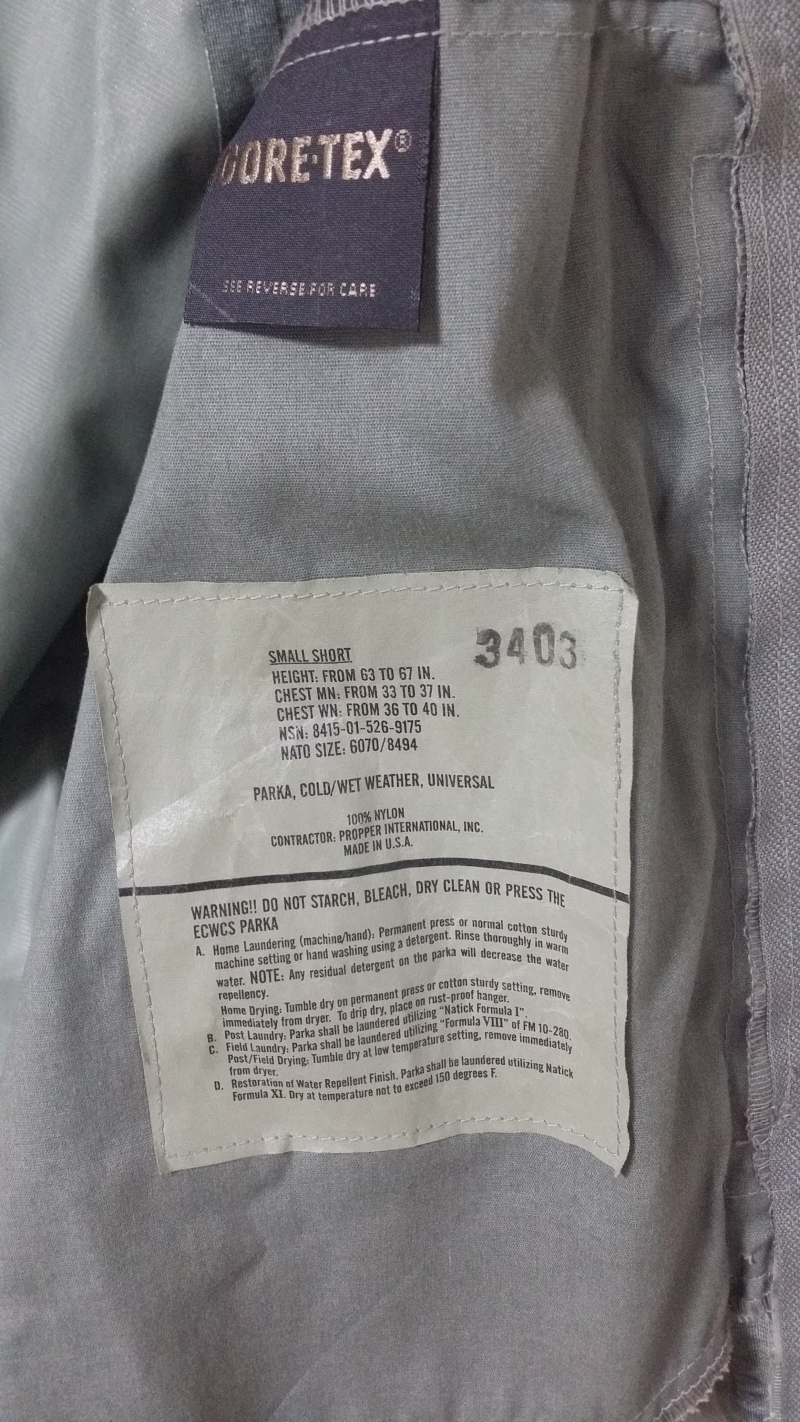 GORE-TEX®
SEE REVERSE FOR CARE
3403
SMALL SHORT
HEIGHT: FROM 63 TO 67 IN.
CHEST MN: FROM 33 TO 37 IN.
CHEST WN: FROM 36 TO 40 IN.
NSN: 8415-01-526-9175
NATO SIZE: 6070/8494
PARKA, COLD/WET WEATHER, UNIVERSAL
100% NYLON
CONTRACTOR: PROPPER INTERNATIONAL, INC.
MADE IN U.S.A.
WARNING!! DO NOT STARCH, BLEACH, DRY CLEAN OR PRESS THE
ECWCS PARKA
A. Home Laundering (machine/hand): Permanent press or normal cotton sturdy
machine setting or hand washing using a detergent. Rinse thoroughly in warm
water. NOTE: Any residual detergent on the parka will decrease the water
repellency.
Home Drying: Tumble dry on permanent press or cotton sturdy setting, remove
immediately from dryer. To drip dry, place on rust-proof hanger.
B. Post Laundry: Parka shall be laundered utilizing "Natick Formula I".
C. Field Laundry: Parka shall be laundered utilizing "Formula VIII" of FM 10-280.
Post/Field Drying: Tumble dry at low temperature setting, remove immediately
from dryer.
D. Restoration of Water Repellent Finish. Parka shall be laundered utilizing Natick
Formula XI. Dry at temperature not to exceed 150 degrees F.